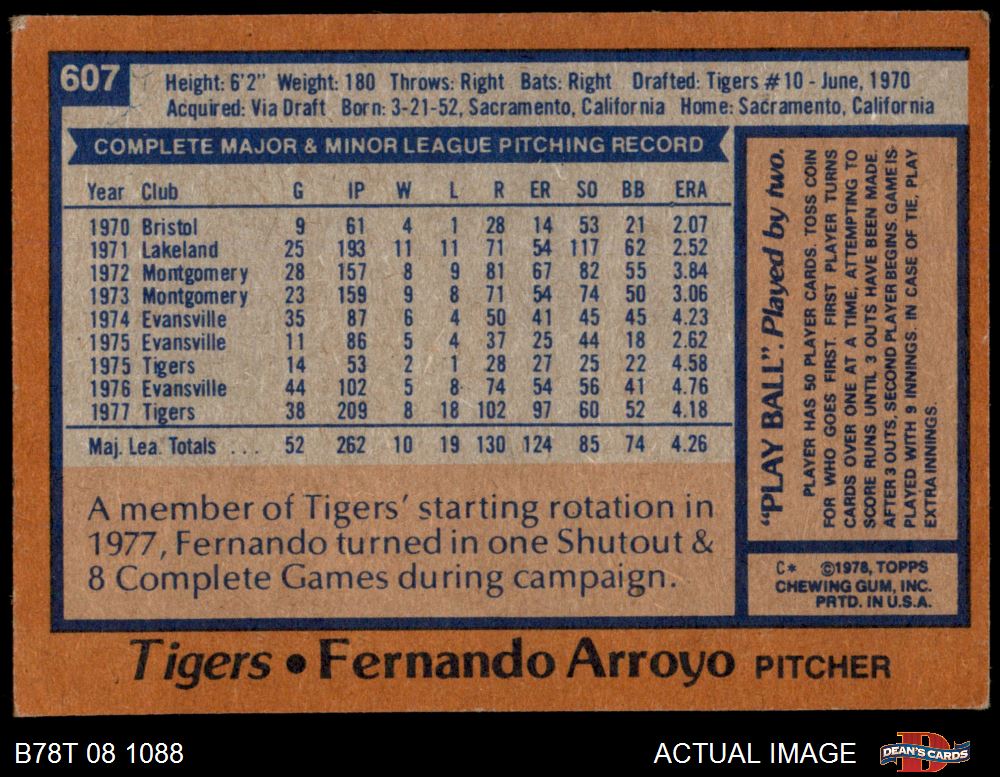 607
Height: 6'2" Weight: 180 Throws: Right Bats: Right Drafted: Tigers #10 - June, 1970
Acquired: Via Draft Born: 3-21-52, Sacramento, California Home: Sacramento, California
COMPLETE MAJOR & MINOR LEAGUE PITCHING RECORD
Year Club G IP W L R ER SO BB ERA
1970 Bristol 9 61 4 1 28 14 53 21 2.07
1971 Lakeland 25 193 11 11 71 54 117 62 2.52
1972 Montgomery 28 157 8 9 81 67 82 55 3.84
1973 Montgomery 23 159 9 8 71 54 74 50 3.06
1974 Evansville 35 87 6 4 50 41 45 45 4.23
1975 Evansville 11 86 5 4 37 25 44 18 2.62
1975 Tigers 14 53 2 1 28 27 25 22 4.58
1976 Evansville 44 102 5 8 74 54 56 41 4.76
1977 Tigers 38 209 8 18 102 97 60 52 4.18
Maj. Lea. Totals ... 52 262 10 19 130 124 85 74 4.26
A member of Tigers' starting rotation in
1977, Fernando turned in one Shutout &
8 Complete Games during campaign.
"PLAY BALL" Played by two.
PLAYER HAS 50 PLAYER CARDS. TOSS COIN
FOR WHO GOES FIRST. FIRST PLAYER TURNS
CARDS OVER ONE AT A TIME, ATTEMPTING TO
SCORE RUNS UNTIL 3 OUTS HAVE BEEN MADE.
AFTER 3 OUTS, SECOND PLAYER BEGINS. GAME IS
PLAYED WITH 9 INNINGS. IN CASE OF TIE, PLAY
EXTRA INNINGS.
C* ©1978, TOPPS
CHEWING GUM, INC.
PRTD. IN U.S.A.
Tigers • Fernando Arroyo PITCHER
B78T 08 1088
ACTUAL IMAGE
DEAN'S CARDS